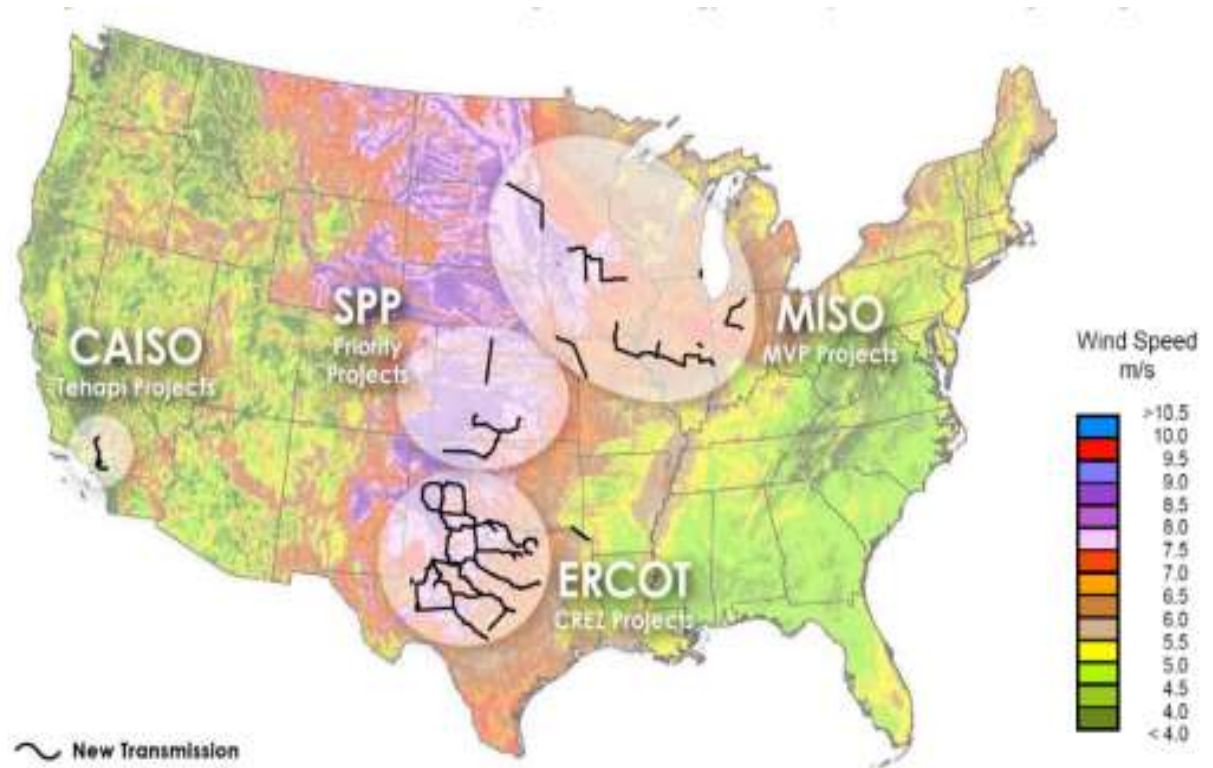 SPP
Priority
Projects
CAISO
Tehapi Projects
MISO
MVP Projects
ERCOT
CREZ Projects
Wind Speed
m/s
>10.5
10.0
9.5
9.0
8.5
8.0
7.5
7.0
6.5
6.0
5.5
5.0
4.5
4.0
< 4.0
New Transmission